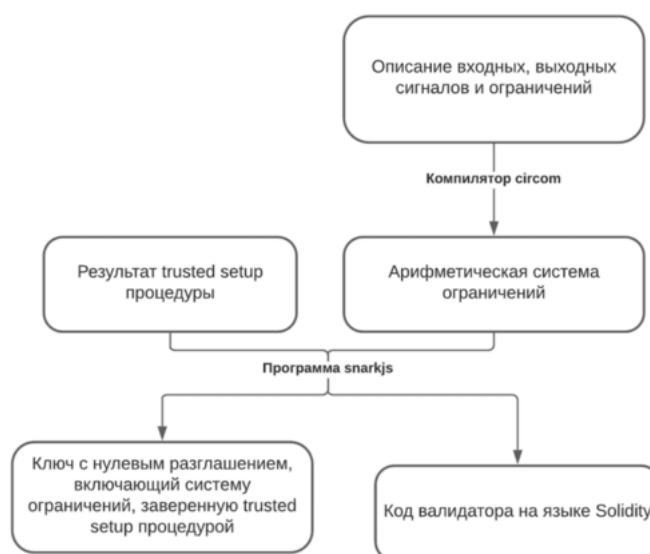 Описание входных, выходных
сигналов и ограничений
Компилятор circom
Результат trusted setup
процедуры
Арифметическая система
ограничений
Программа snarkjs
Ключ с нулевым разглашением,
включающий систему
ограничений, заверенную trusted
setup процедурой
Код валидатора на языке Solidity